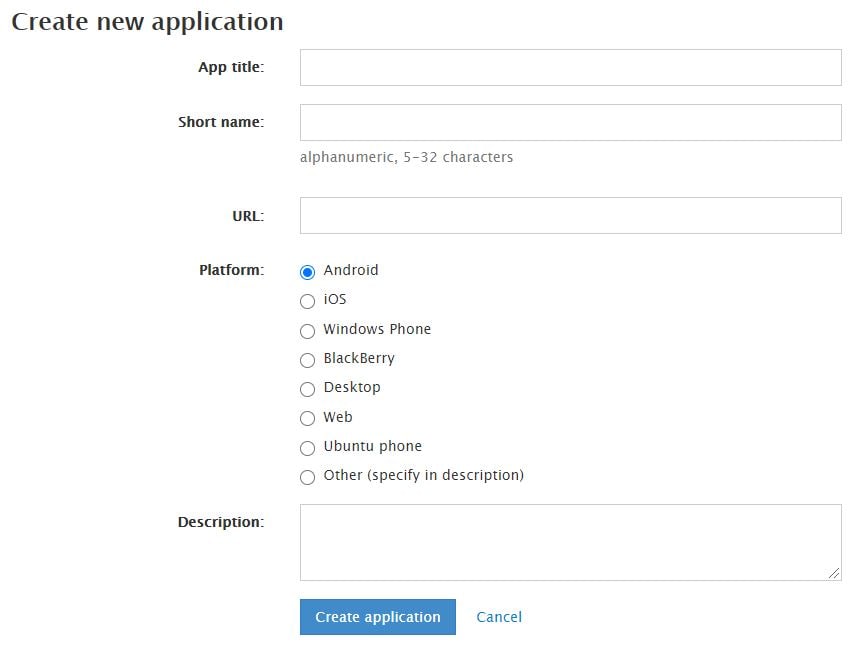 Create new application
App title:
Short name:
alphanumeric, 5-32 characters
URL:
Platform:
Android
iOS
Windows Phone
BlackBerry
Desktop
Web
Ubuntu phone
Other (specify in description)
Description:
Create application
Cancel